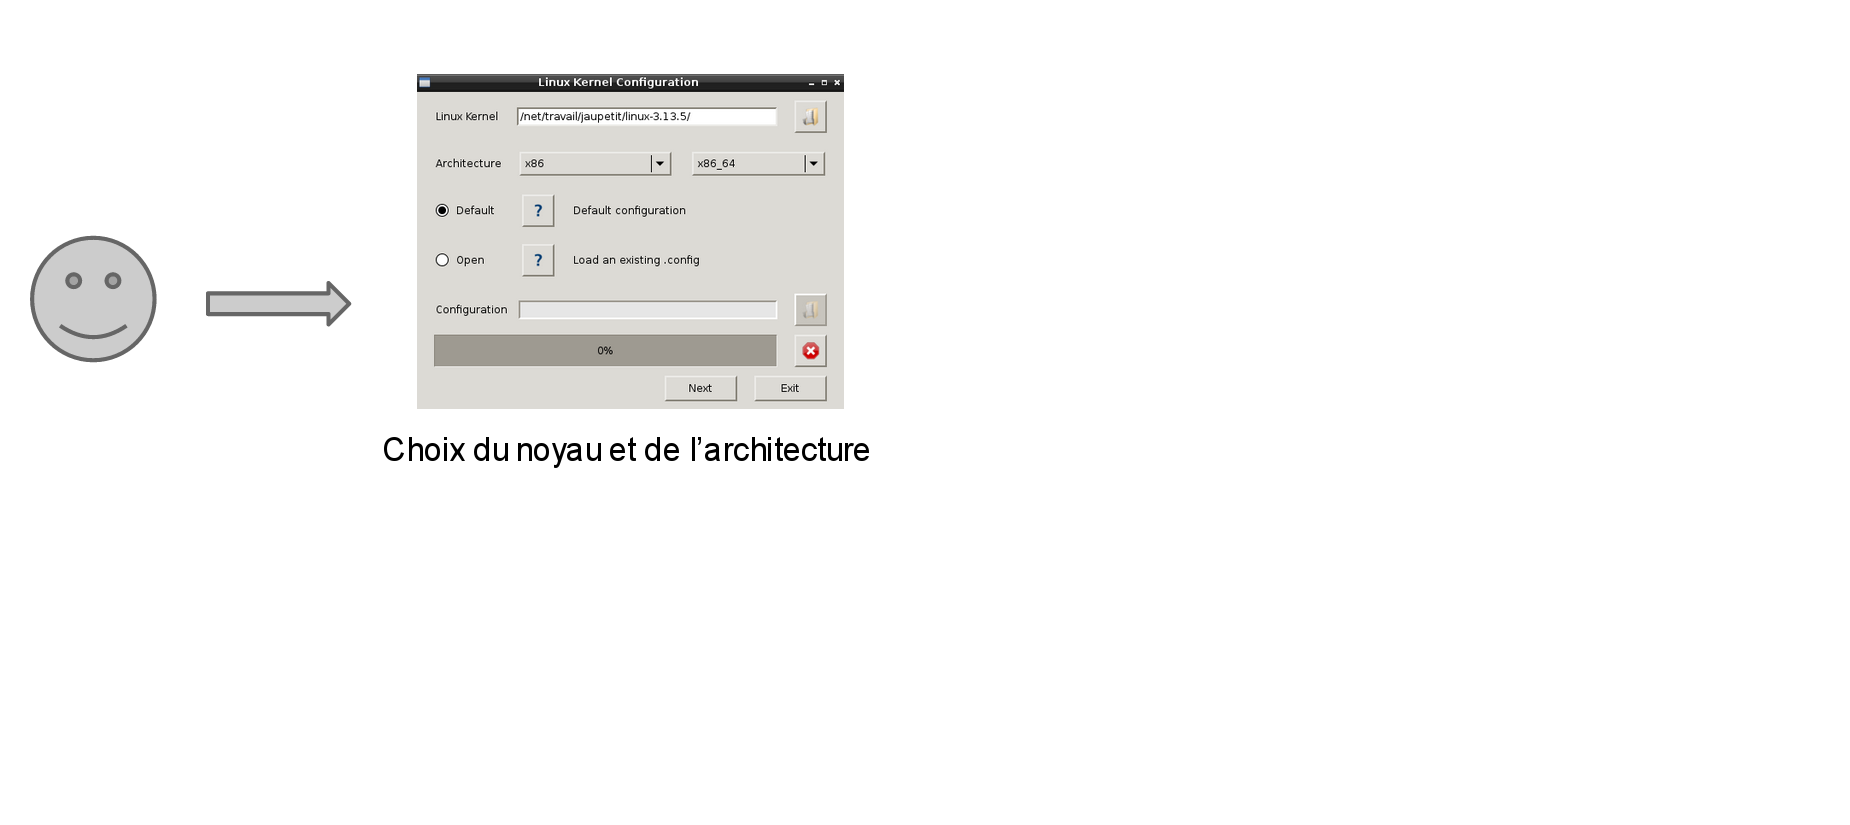 Linux Kernel Configuration
Linux Kernel /net/travail/jaupetit/linux-3.13.5/
Architecture x86 x86_64
Default ? Default configuration
Open ? Load an existing .config
Configuration
0%
Next Exit
Choix du noyau et de l’architecture